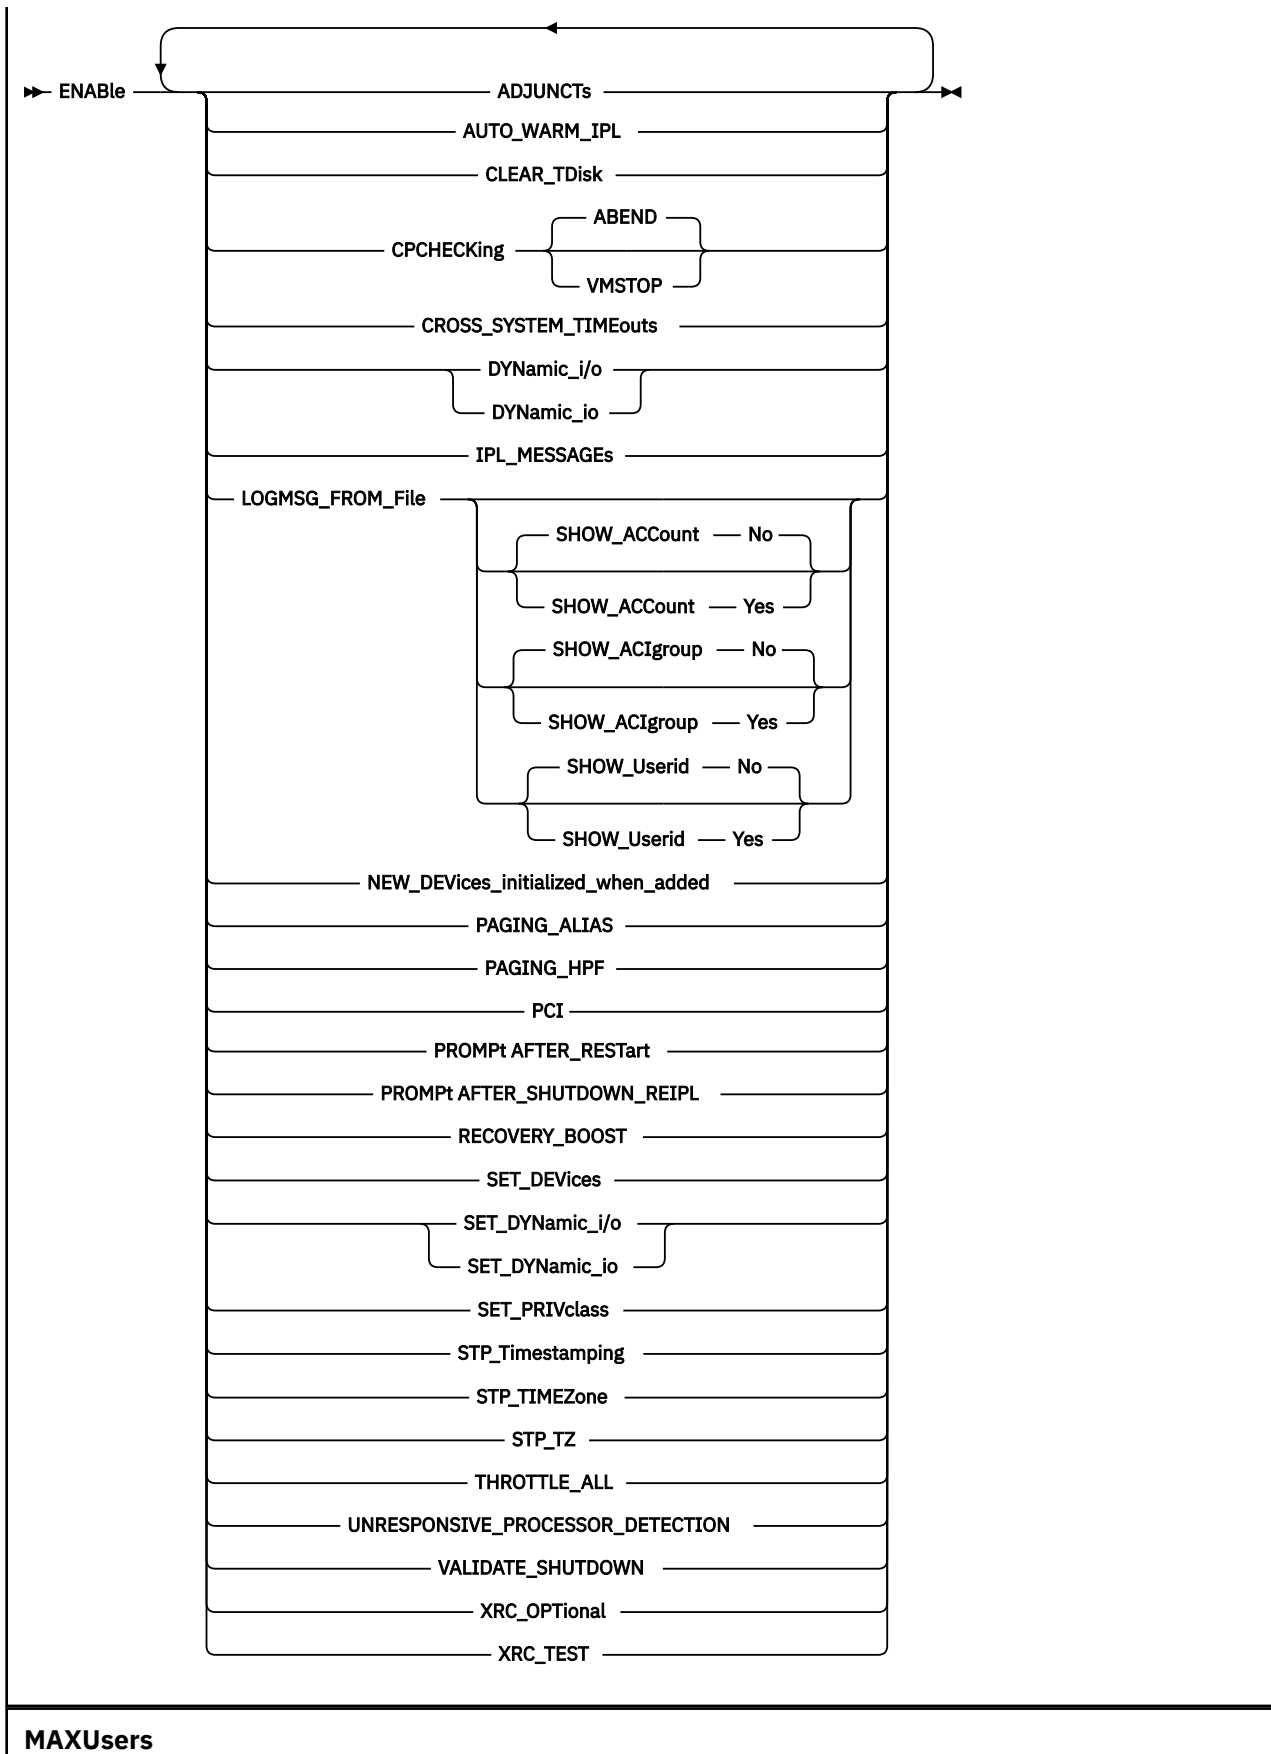 ENABle
ADJUNCTs
AUTO_WARM_IPL
CLEAR_TDisk
ABEND
CPCHECKing
VMSTOP
CROSS_SYSTEM_TIMEouts
DYNamic_i/o
DYNamic_io
IPL_MESSAGEs
LOGMSG_FROM_File
SHOW_ACCount No
SHOW_ACCount Yes
SHOW_ACIgroup No
SHOW_ACIgroup Yes
SHOW_Userid No
SHOW_Userid Yes
NEW_DEVices_initialized_when_added
PAGING_ALIAS
PAGING_HPF
PCI
PROMPt AFTER_RESTart
PROMPt AFTER_SHUTDOWN_REIPL
RECOVERY_BOOST
SET_DEVices
SET_DYNamic_i/o
SET_DYNamic_io
SET_PRIVclass
STP_Timestamping
STP_TIMEZone
STP_TZ
THROTTLE_ALL
UNRESPONSIVE_PROCESSOR_DETECTION
VALIDATE_SHUTDOWN
XRC_OPTional
XRC_TEST
MAXUsers